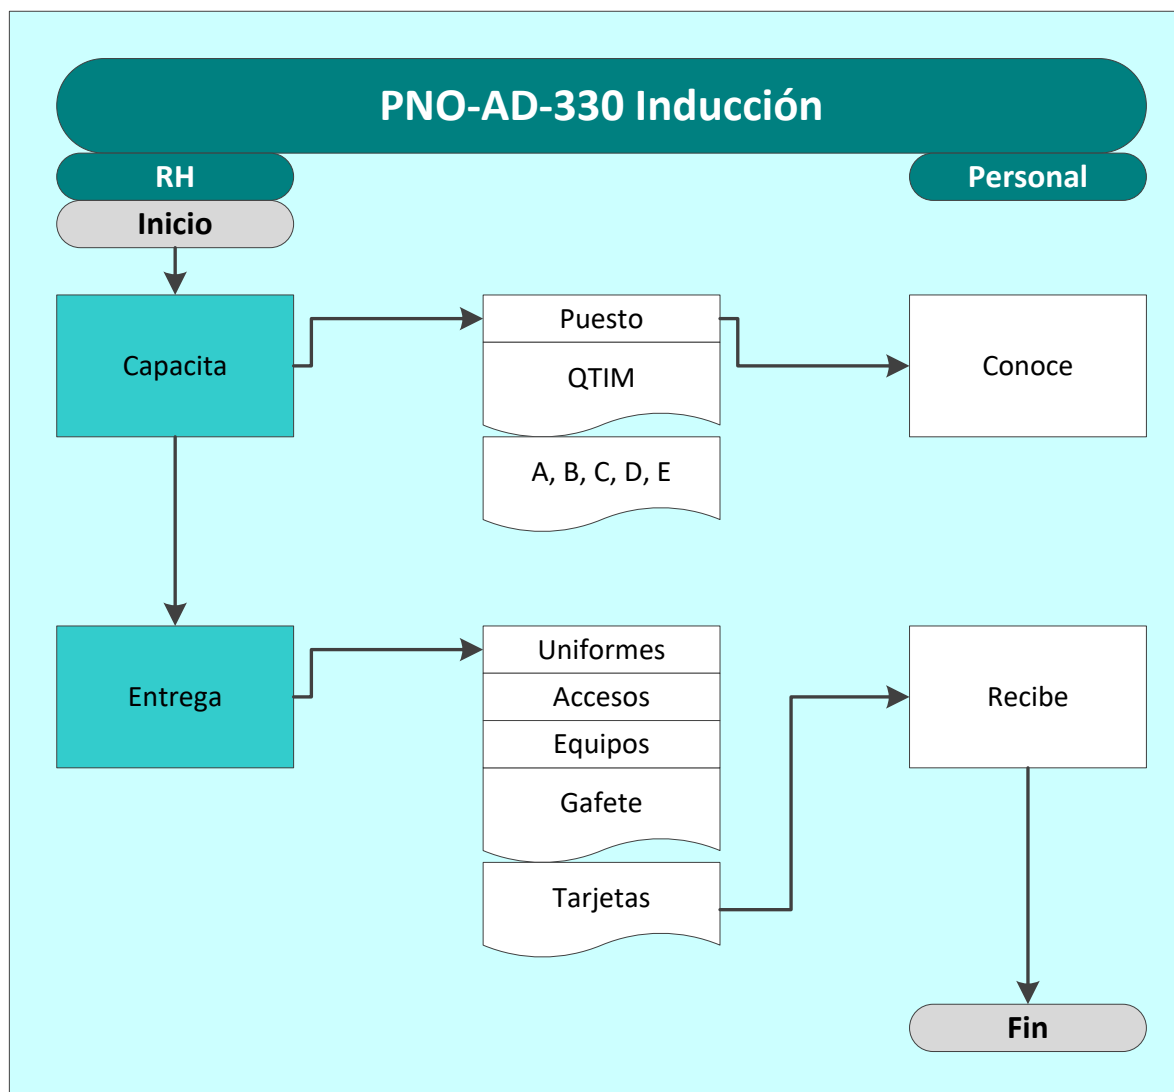 PNO-AD-330 Inducción
RH
Personal
Inicio
Capacita
Puesto
QTIM
A, B, C, D, E
Conoce
Entrega
Uniformes
Accesos
Equipos
Gafete
Tarjetas
Recibe
Fin